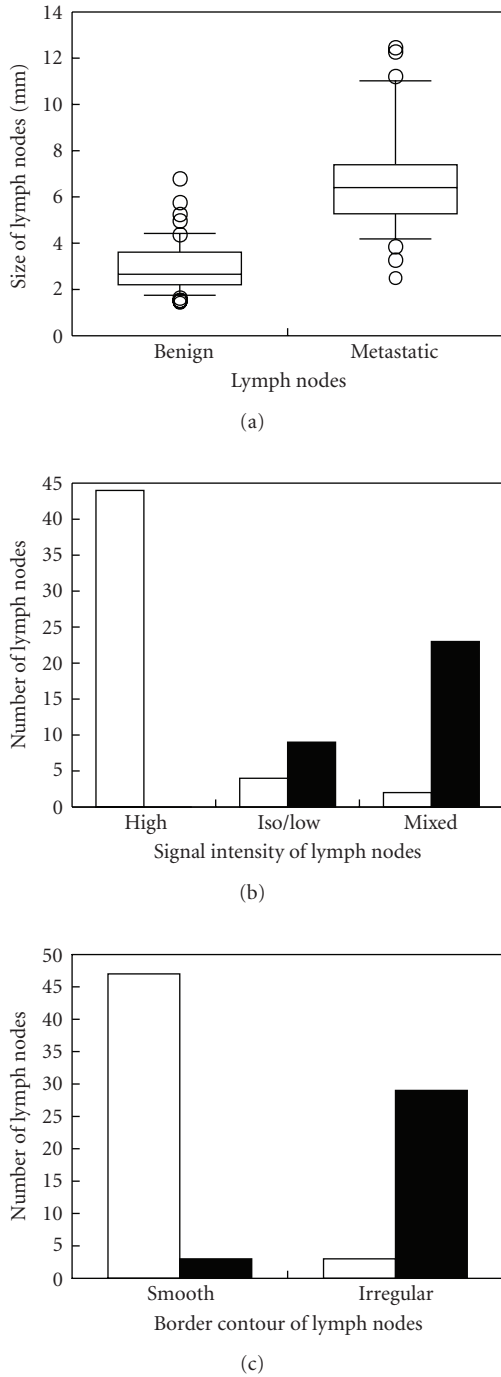 14
12
10
8
6
4
2
0
Size of lymph nodes (mm)
Benign Metastatic
Lymph nodes
(a)
45
40
35
30
25
20
15
10
5
0
Number of lymph nodes
High Iso/low Mixed
Signal intensity of lymph nodes
(b)
50
45
40
35
30
25
20
15
10
5
0
Number of lymph nodes
Smooth Irregular
Border contour of lymph nodes
(c)